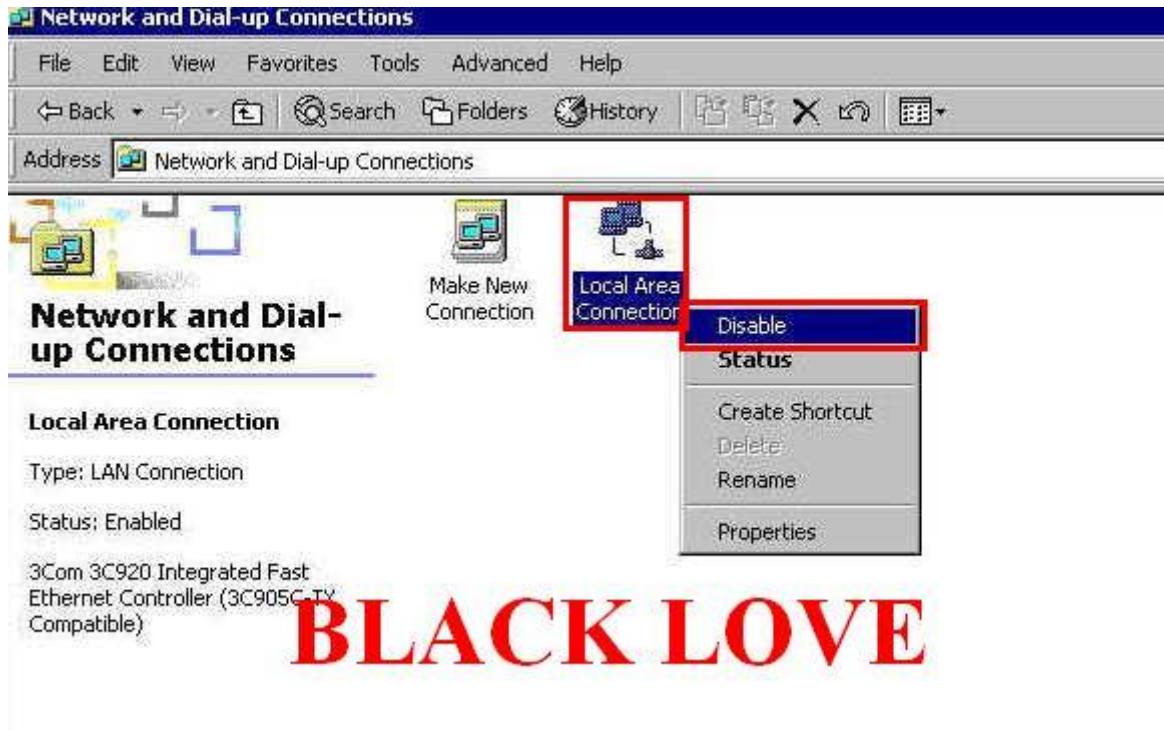 Network and Dial-up Connections
File Edit View Favorites Tools Advanced Help
Back Search Folders History
Address Network and Dial-up Connections
Make New
Connection
Local Area
Connection
Disable
Status
Create Shortcut
Delete
Rename
Properties
Network and Dial-
up Connections
Local Area Connection
Type: LAN Connection
Status: Enabled
3Com 3C920 Integrated Fast
Ethernet Controller (3C905C-TX
Compatible)
BLACK LOVE